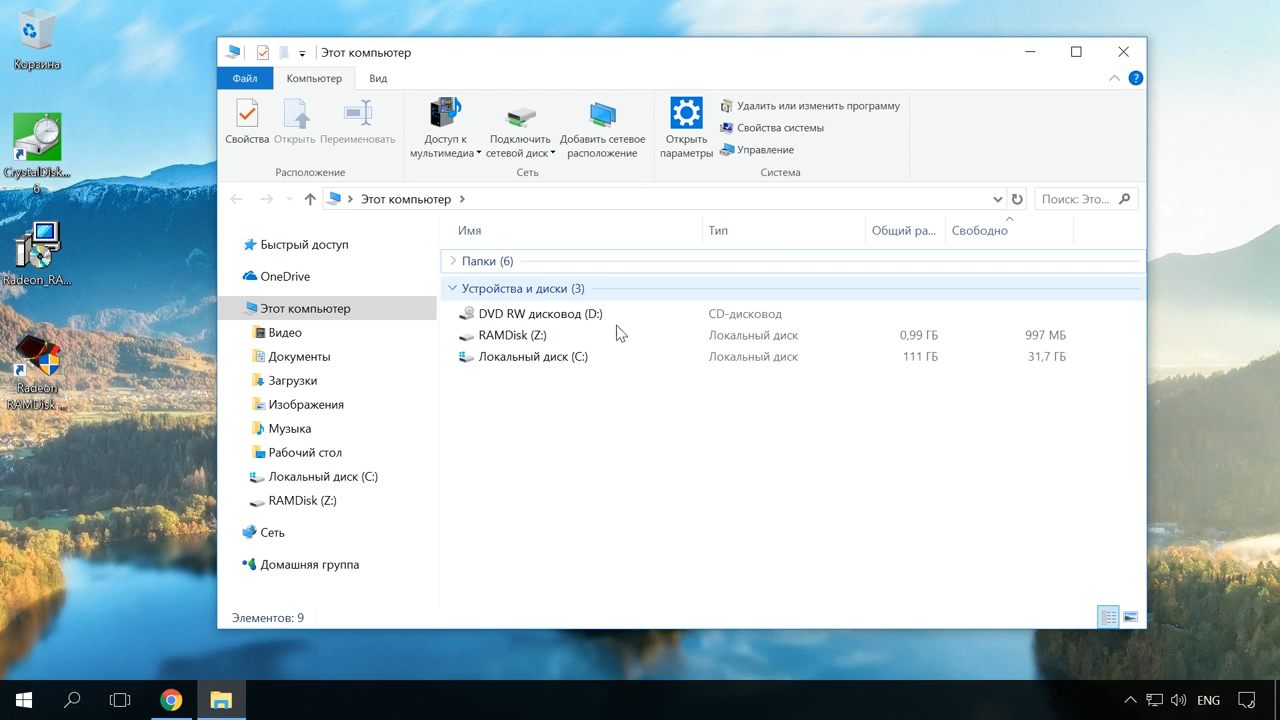 Корзина
CrystalDisk...
6
Radeon_RA...
Radeon
RAMDisk ...
Этот компьютер
Файл
Компьютер
Вид
?
Свойства
Открыть
Переименовать
Расположение
Доступ к
мультимедиа
Подключить
сетевой диск
Добавить сетевое
расположение
Сеть
Открыть
параметры
Удалить или изменить программу
Свойства системы
Управление
Система
Этот компьютер
Поиск: Это...
Быстрый доступ
OneDrive
Этот компьютер
Видео
Документы
Загрузки
Изображения
Музыка
Рабочий стол
Локальный диск (C:)
RAMDisk (Z:)
Сеть
Домашняя группа
Имя Тип Общий ра... Свободно
Папки (6)
Устройства и диски (3)
DVD RW дисковод (D:) CD-дисковод
RAMDisk (Z:) Локальный диск 0,99 ГБ 997 МБ
Локальный диск (C:) Локальный диск 111 ГБ 31,7 ГБ
Элементов: 9
ENG